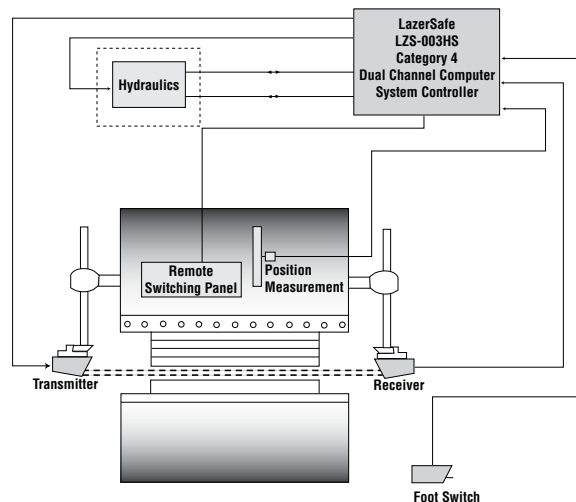 LazerSafe
LZS-003HS
Category 4
Dual Channel Computer
System Controller
Hydraulics
Remote
Switching Panel
Position
Measurement
Transmitter
Receiver
Foot Switch